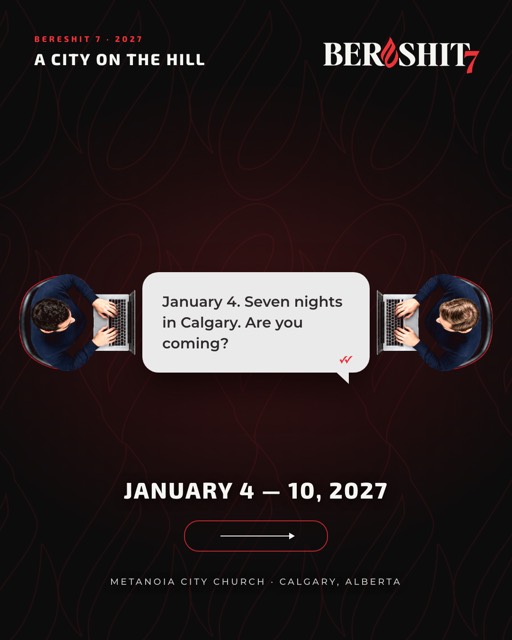 BERESHIT 7 · 2027
A CITY ON THE HILL
BERESHIT7
January 4. Seven nights
in Calgary. Are you
coming?
JANUARY 4 — 10, 2027
METANOIA CITY CHURCH · CALGARY, ALBERTA